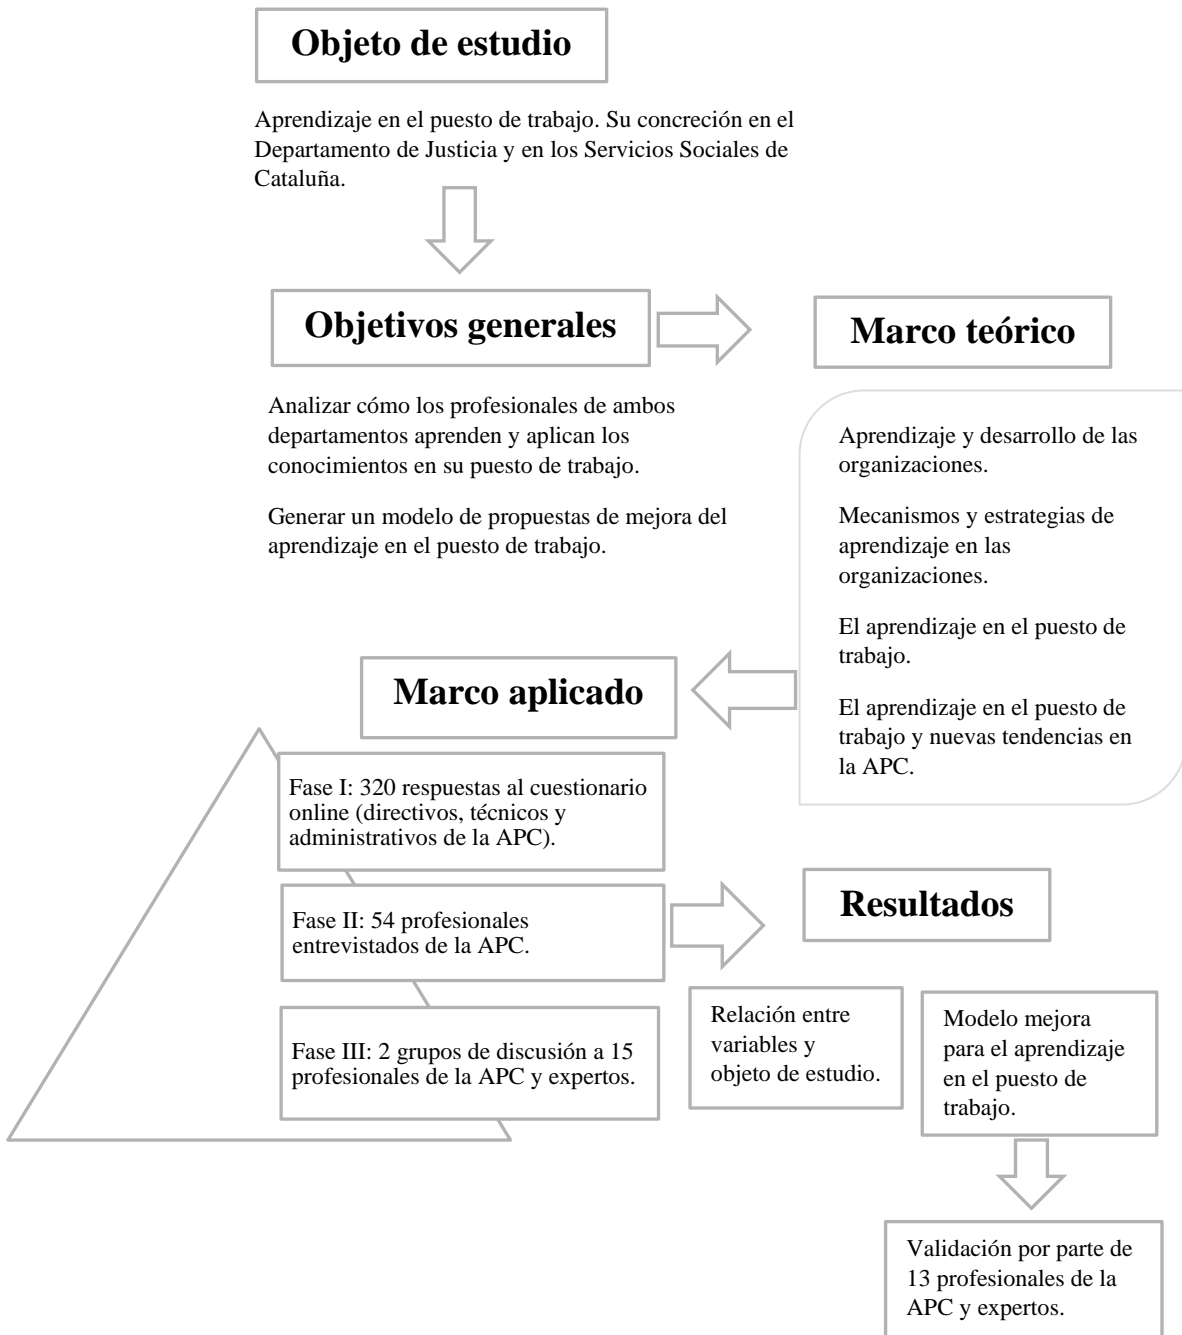 Objeto de estudio
Aprendizaje en el puesto de trabajo. Su concreción en el
Departamento de Justicia y en los Servicios Sociales de
Cataluña.
Objetivos generales
Analizar cómo los profesionales de ambos
departamentos aprenden y aplican los
conocimientos en su puesto de trabajo.
Generar un modelo de propuestas de mejora del
aprendizaje en el puesto de trabajo.
Marco teórico
Aprendizaje y desarrollo de las
organizaciones.
Mecanismos y estrategias de
aprendizaje en las
organizaciones.
El aprendizaje en el puesto de
trabajo.
El aprendizaje en el puesto de
trabajo y nuevas tendencias en
la APC.
Marco aplicado
Fase I: 320 respuestas al cuestionario
online (directivos, técnicos y
administrativos de la APC).
Fase II: 54 profesionales
entrevistados de la APC.
Fase III: 2 grupos de discusión a 15
profesionales de la APC y expertos.
Resultados
Relación entre
variables y
objeto de estudio.
Modelo mejora
para el aprendizaje
en el puesto de
trabajo.
Validación por parte de
13 profesionales de la
APC y expertos.